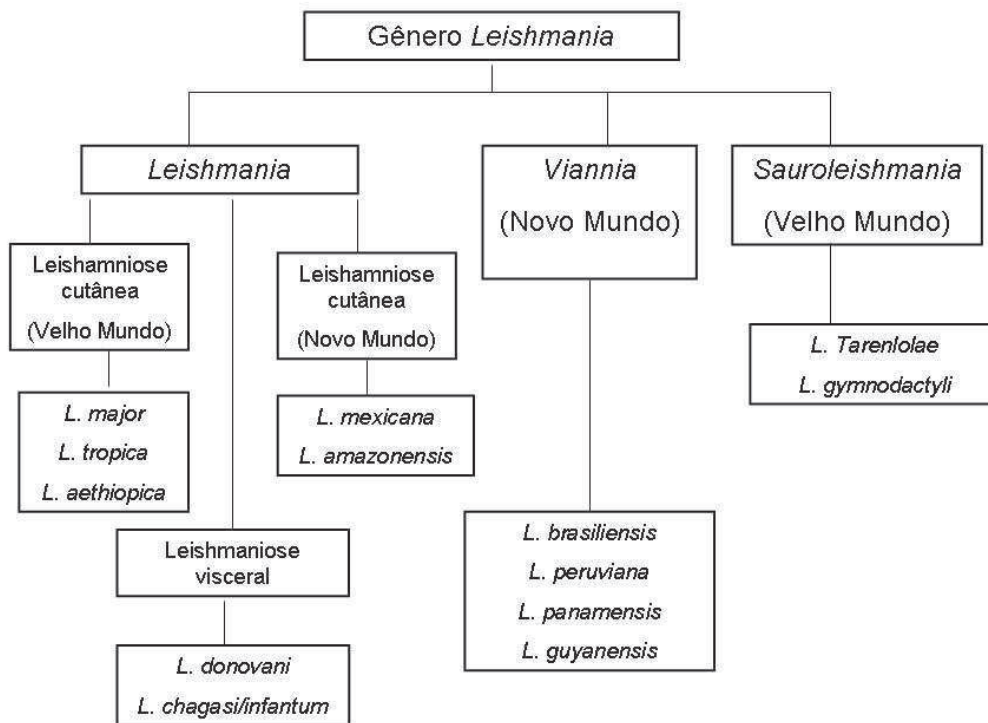 Gênero Leishmania
Leishmania
Viannia
(Novo Mundo)
Sauroleishmania
(Velho Mundo)
Leishamniose
cutânea
(Velho Mundo)
Leishamniose
cutânea
(Novo Mundo)
L. Tarenlolae
L. gymnodactyli
L. major
L. tropica
L. aethiopica
L. mexicana
L. amazonensis
Leishmaniose
visceral
L. brasiliensis
L. peruviana
L. panamensis
L. guyanensis
L. donovani
L. chagasi/infantum